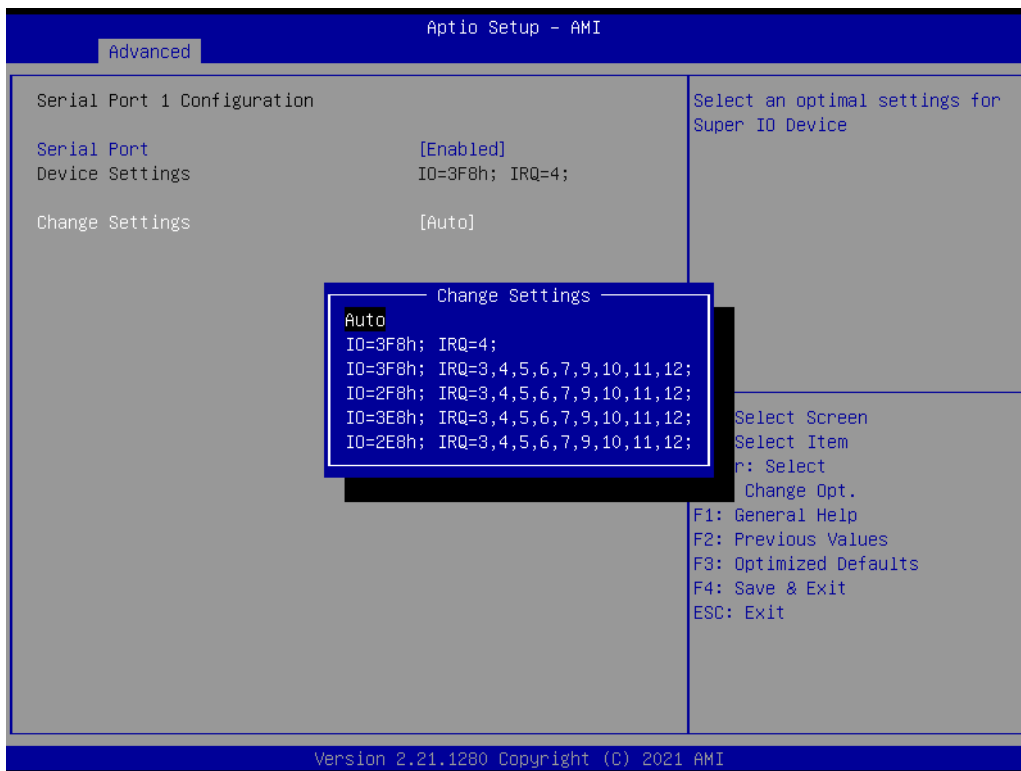 Aptio Setup – AMI
Advanced
Serial Port 1 Configuration
Serial Port [Enabled]
Device Settings IO=3F8h; IRQ=4;
Change Settings [Auto]
Select an optimal settings for
Super IO Device
Change Settings
Auto
IO=3F8h; IRQ=4;
IO=3F8h; IRQ=3,4,5,6,7,9,10,11,12;
IO=2F8h; IRQ=3,4,5,6,7,9,10,11,12;
IO=3E8h; IRQ=3,4,5,6,7,9,10,11,12;
IO=2E8h; IRQ=3,4,5,6,7,9,10,11,12;
Select Screen
Select Item
r: Select
Change Opt.
F1: General Help
F2: Previous Values
F3: Optimized Defaults
F4: Save & Exit
ESC: Exit
Version 2.21.1280 Copyright (C) 2021 AMI